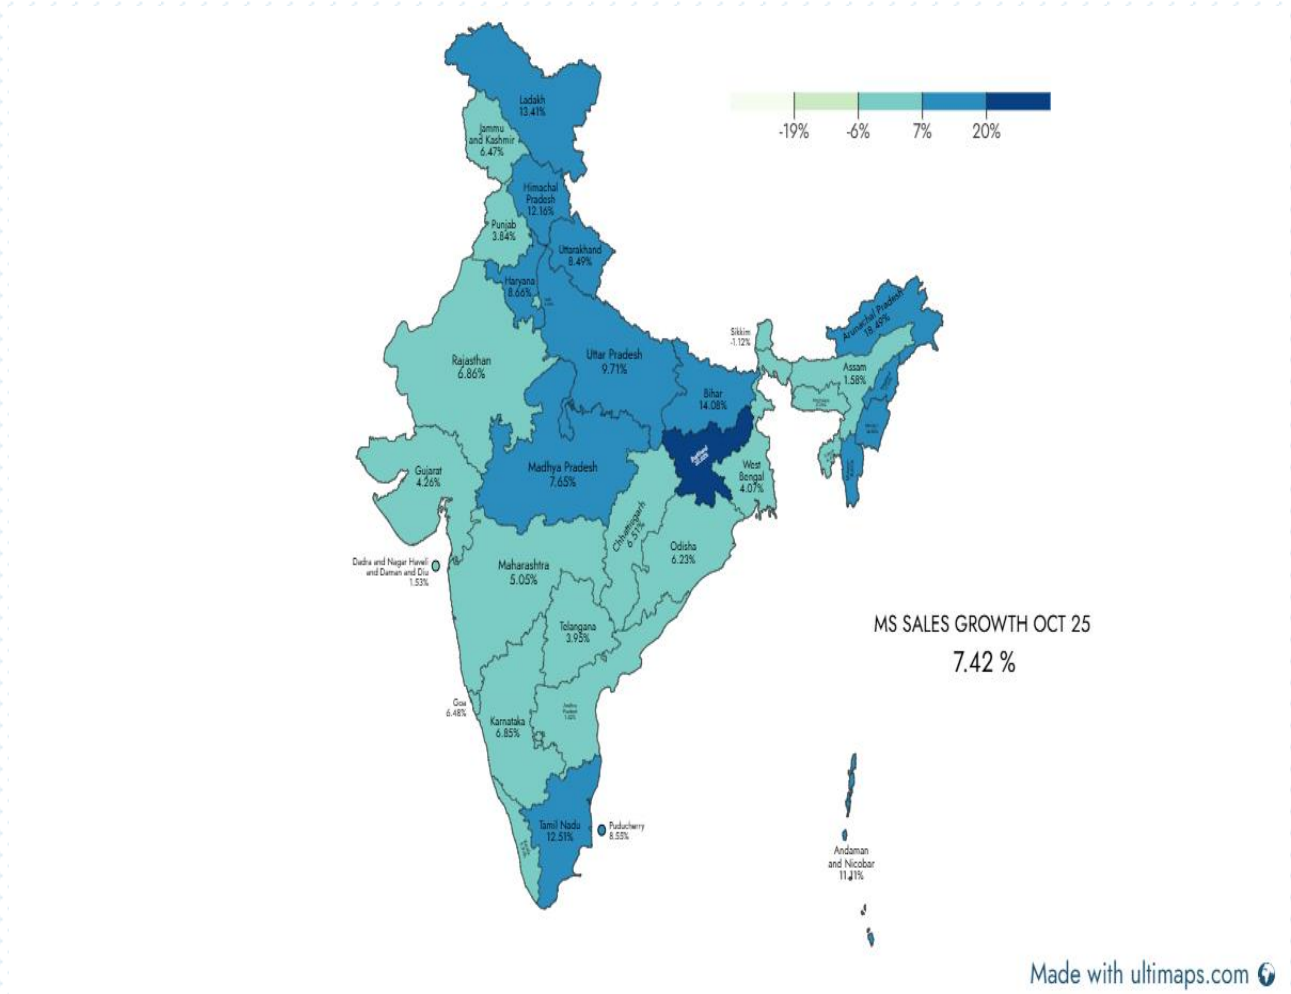 Ladakh
13.41%
-19%
-6%
7%
20%
Jammu
and Kashmir
6.47%
Himachal
Pradesh
12.16%
Punjab
3.84%
Uttarakhand
8.49%
Haryana
8.66%
Arunachal Pradesh
18.49%
Sikkim
-1.12%
Rajasthan
6.86%
Uttar Pradesh
9.71%
Assam
1.58%
Bihar
14.08%
Gujarat
4.26%
Madhya Pradesh
7.65%
West
Bengal
4.07%
Chhattisgarh
6.51%
Odisha
6.23%
Dadra and Nagar Haveli
and Daman and Diu
1.53%
Maharashtra
5.05%
Telangana
3.95%
MS SALES GROWTH OCT 25
7.42 %
Goa
6.48%
Karnataka
6.85%
Andhra
Pradesh
Tamil Nadu
12.51%
Puducherry
8.55%
Andaman
and Nicobar
11.11%
Made with ultimaps.com